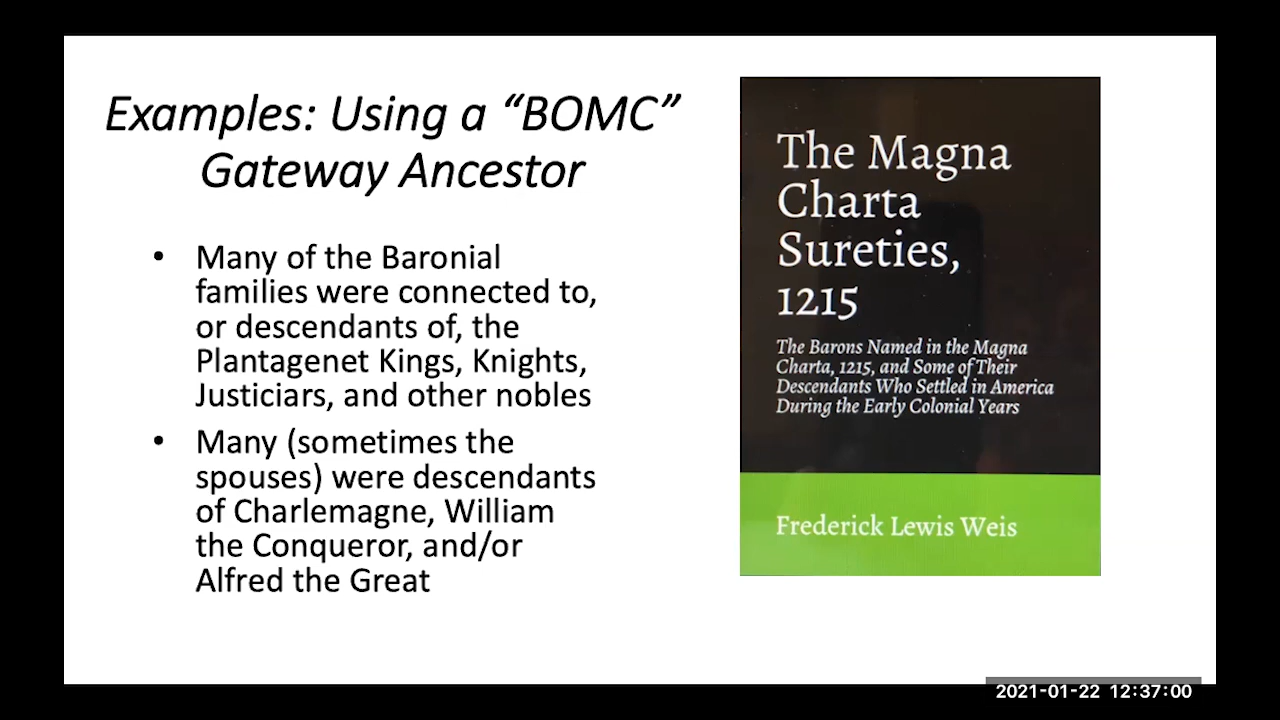 Examples: Using a “BOMC”
Gateway Ancestor
• Many of the Baronial
families were connected to,
or descendants of, the
Plantagenet Kings, Knights,
Justiciars, and other nobles
• Many (sometimes the
spouses) were descendants
of Charlemagne, William
the Conqueror, and/or
Alfred the Great
The Magna
Charta
Sureties,
1215
The Barons Named in the Magna
Charta, 1215, and Some of Their
Descendants Who Settled in America
During the Early Colonial Years
Frederick Lewis Weis
2021-01-22 12:37:00